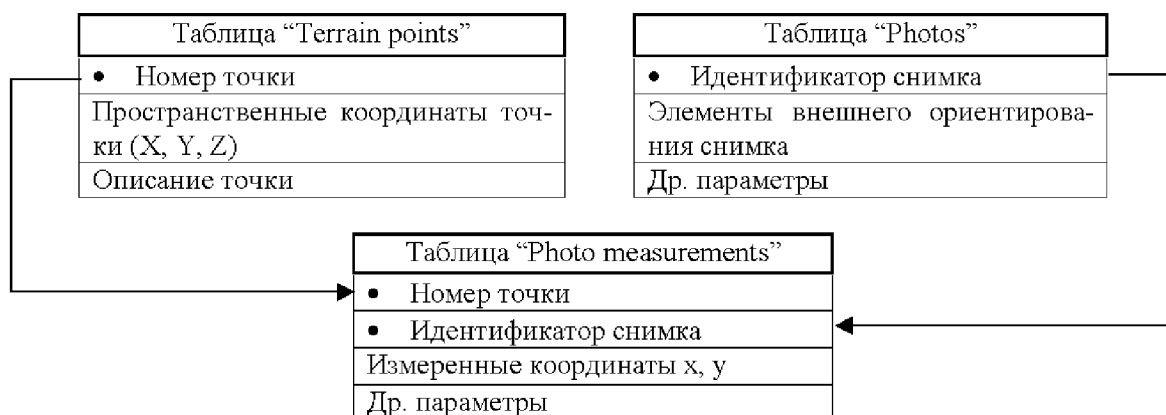 Таблица “Terrain points”
• Номер точки
Пространственные координаты точ-
ки (X, Y, Z)
Описание точки
Таблица “Photos”
• Идентификатор снимка
Элементы внешнего ориентирова-
ния снимка
Др. параметры
Таблица “Photo measurements”
• Номер точки
• Идентификатор снимка
Измеренные координаты x, y
Др. параметры